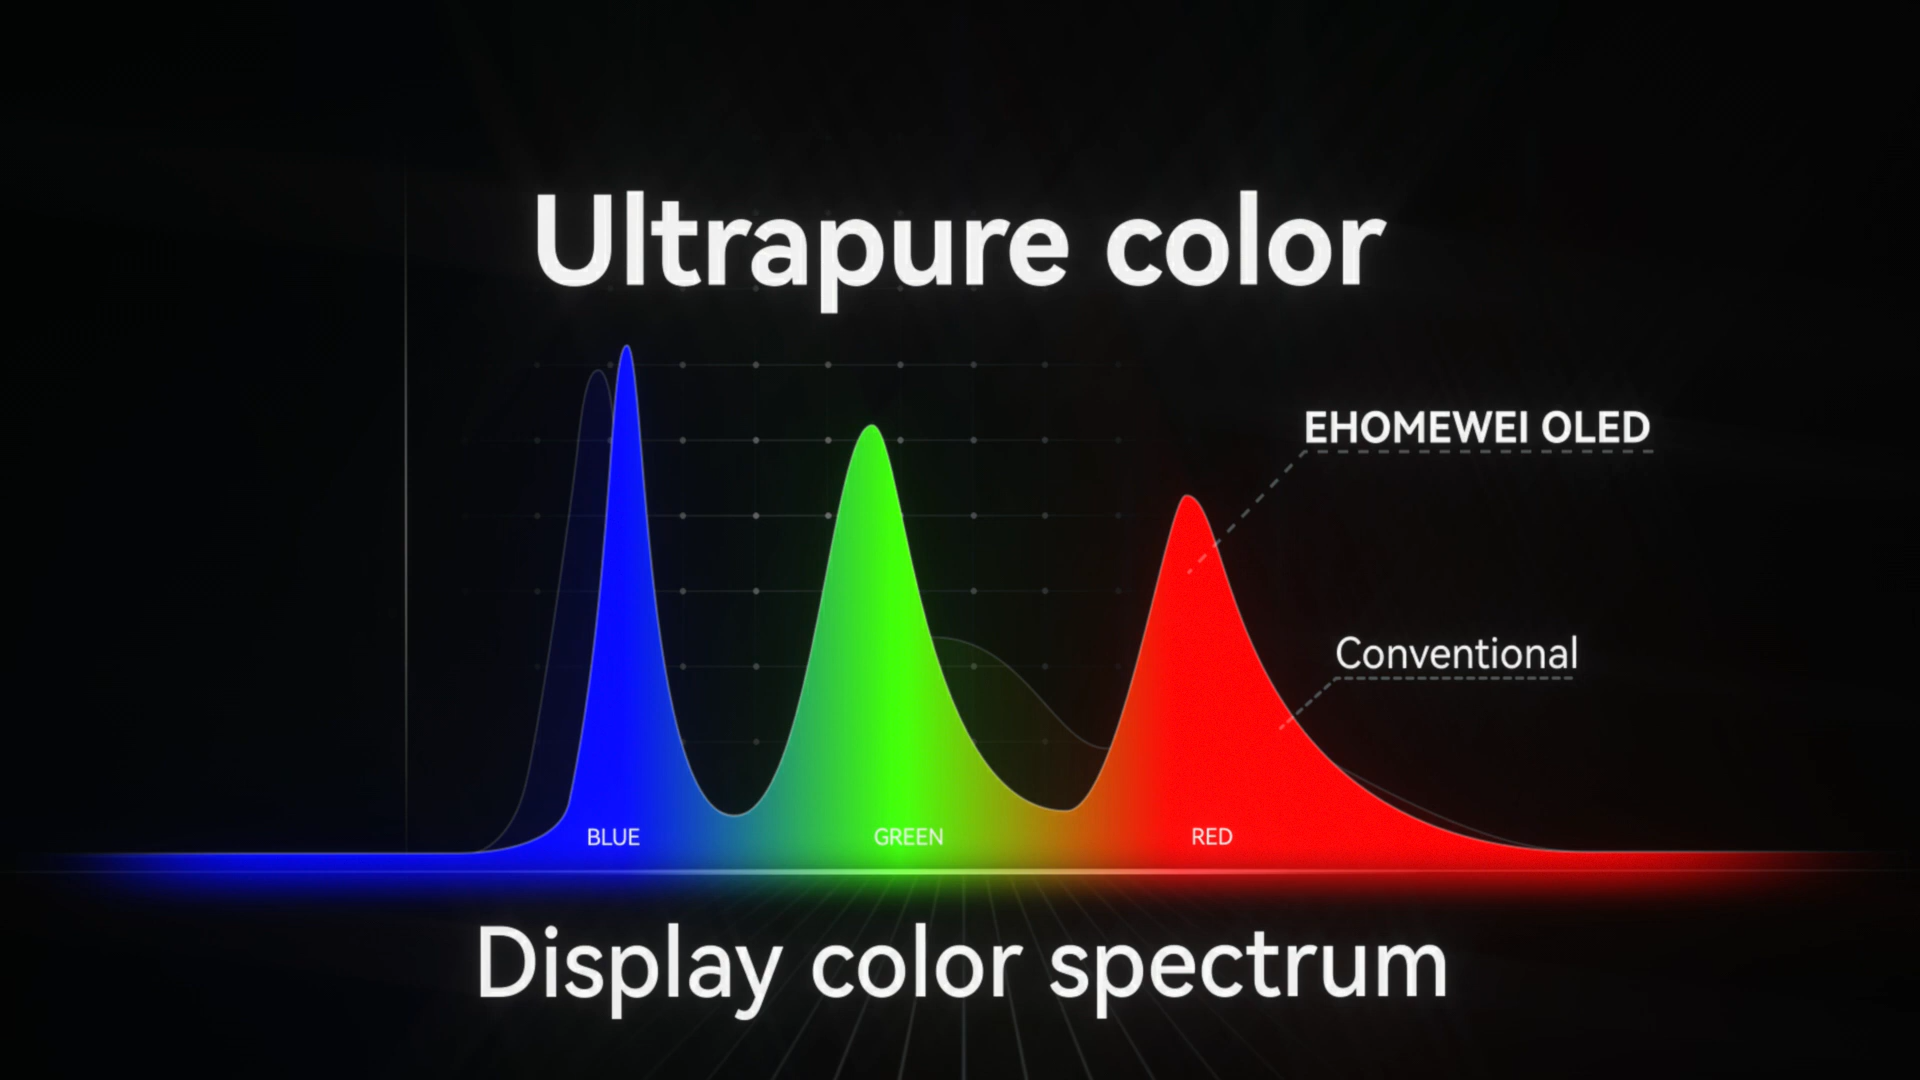 Ultrapure color
EHOMEWEI OLED
Conventional
BLUE
GREEN
RED
Display color spectrum